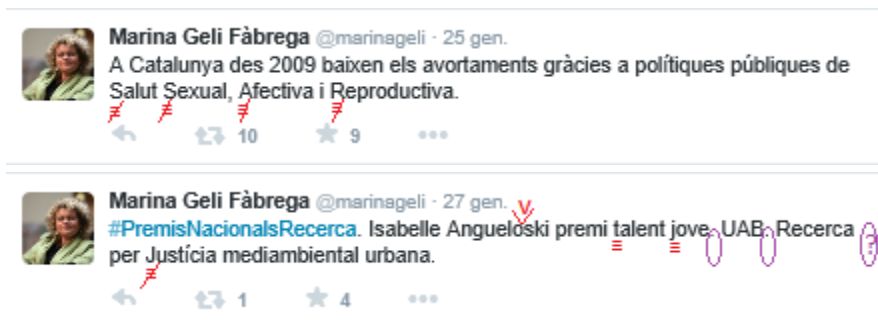 Marina Geli Fàbrega @marinageli · 25 gen.
A Catalunya des 2009 baixen els avortaments gràcies a polítiques públiques de
Salut Sexual, Afectiva i Reproductiva.
10 9
Marina Geli Fàbrega @marinageli · 27 gen.
V
#PremisNacionalsRecerca. Isabelle Angueloski premi talent jove, UAB, Recerca ?
per Justícia mediambiental urbana.
1 4